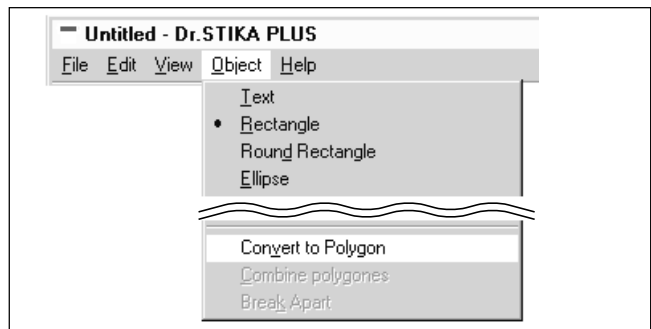 Untitled - Dr.STIKA PLUS
File Edit View Object Help
Text
• Rectangle
Round Rectangle
Ellipse
Convert to Polygon
Combine polygones
Break Apart